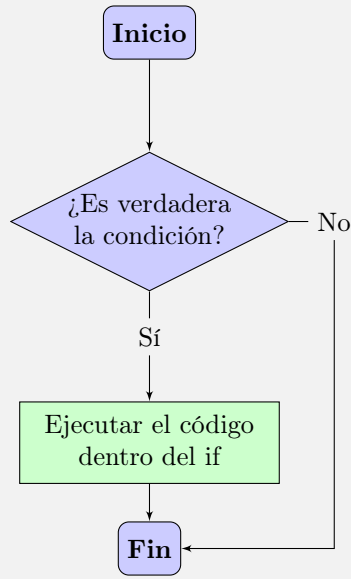 Inicio
¿Es verdadera
la condición?
No
Sí
Ejecutar el código
dentro del if
Fin